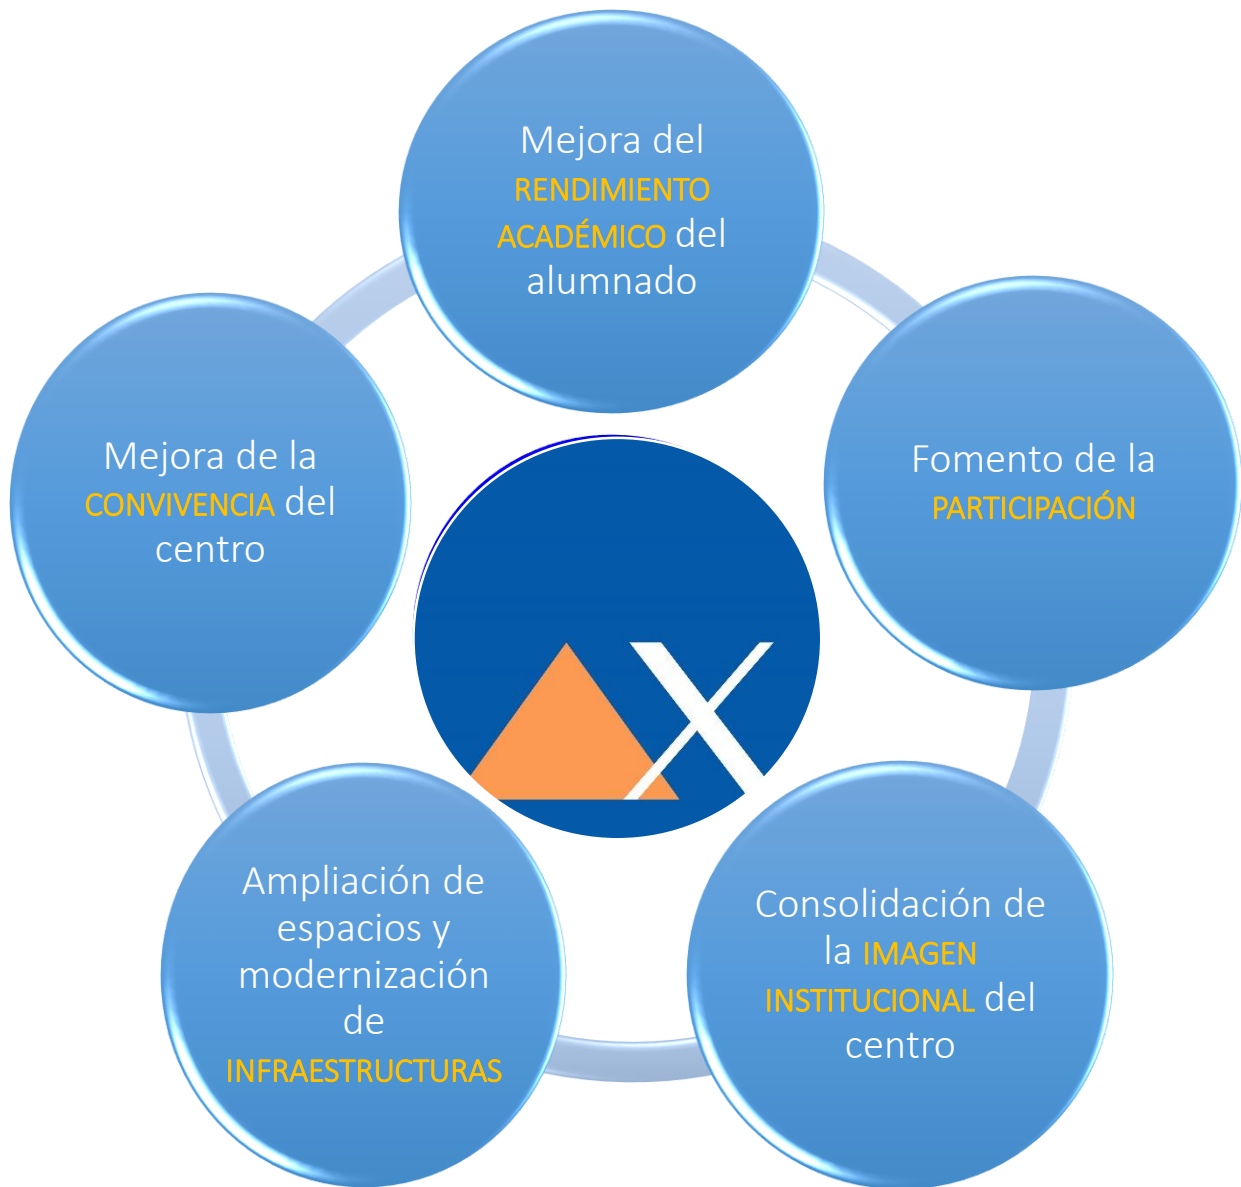 Mejora del
RENDIMIENTO
ACADÉMICO del
alumnado
Fomento de la
PARTICIPACIÓN
Consolidación de
la IMAGEN
INSTITUCIONAL del
centro
Ampliación de
espacios y
modernización
de
INFRAESTRUCTURAS
Mejora de la
CONVIVENCIA del
centro
X